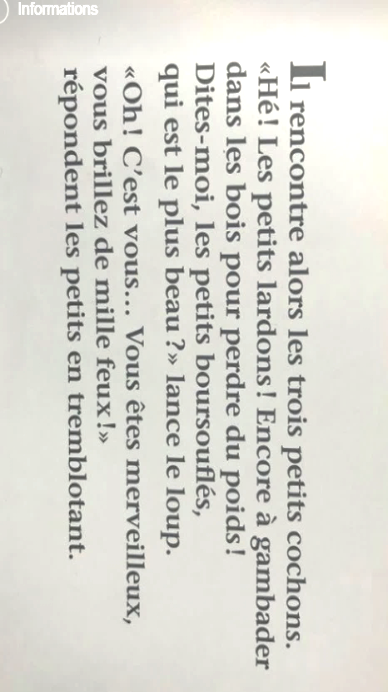 Informations
Il rencontre alors les trois petits cochons.
«Hé! Les petits lardons! Encore à gambader
dans les bois pour perdre du poids!
Dites-moi, les petits boursouflés,
qui est le plus beau?» lance le loup.
«Oh! C'est vous... Vous êtes merveilleux,
vous brillez de mille feux!»
répondent les petits en tremblotant.